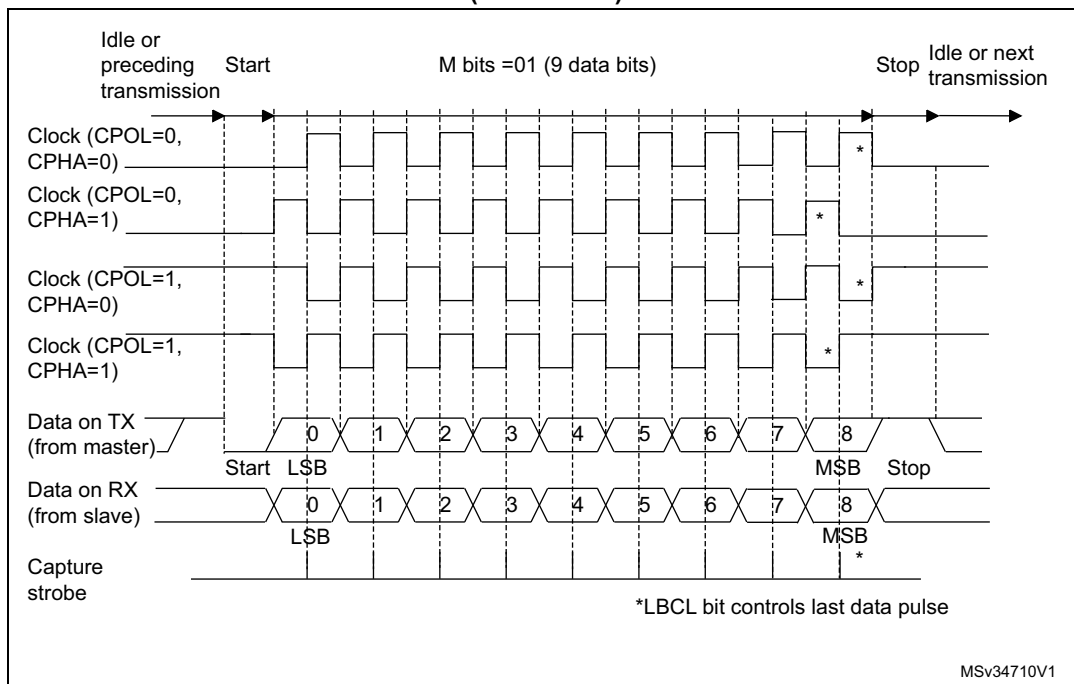 Idle or
preceding
transmission
Start
M bits =01 (9 data bits)
Stop
Idle or next
transmission
Clock (CPOL=0,
CPHA=0)
*
Clock (CPOL=0,
CPHA=1)
*
Clock (CPOL=1,
CPHA=0)
*
Clock (CPOL=1,
CPHA=1)
*
Data on TX
(from master)
0 1 2 3 4 5 6 7 8
Start LSB MSB Stop
Data on RX
(from slave)
0 1 2 3 4 5 6 7 8
LSB MSB
Capture
strobe
*
*LBCL bit controls last data pulse
MSv34710V1